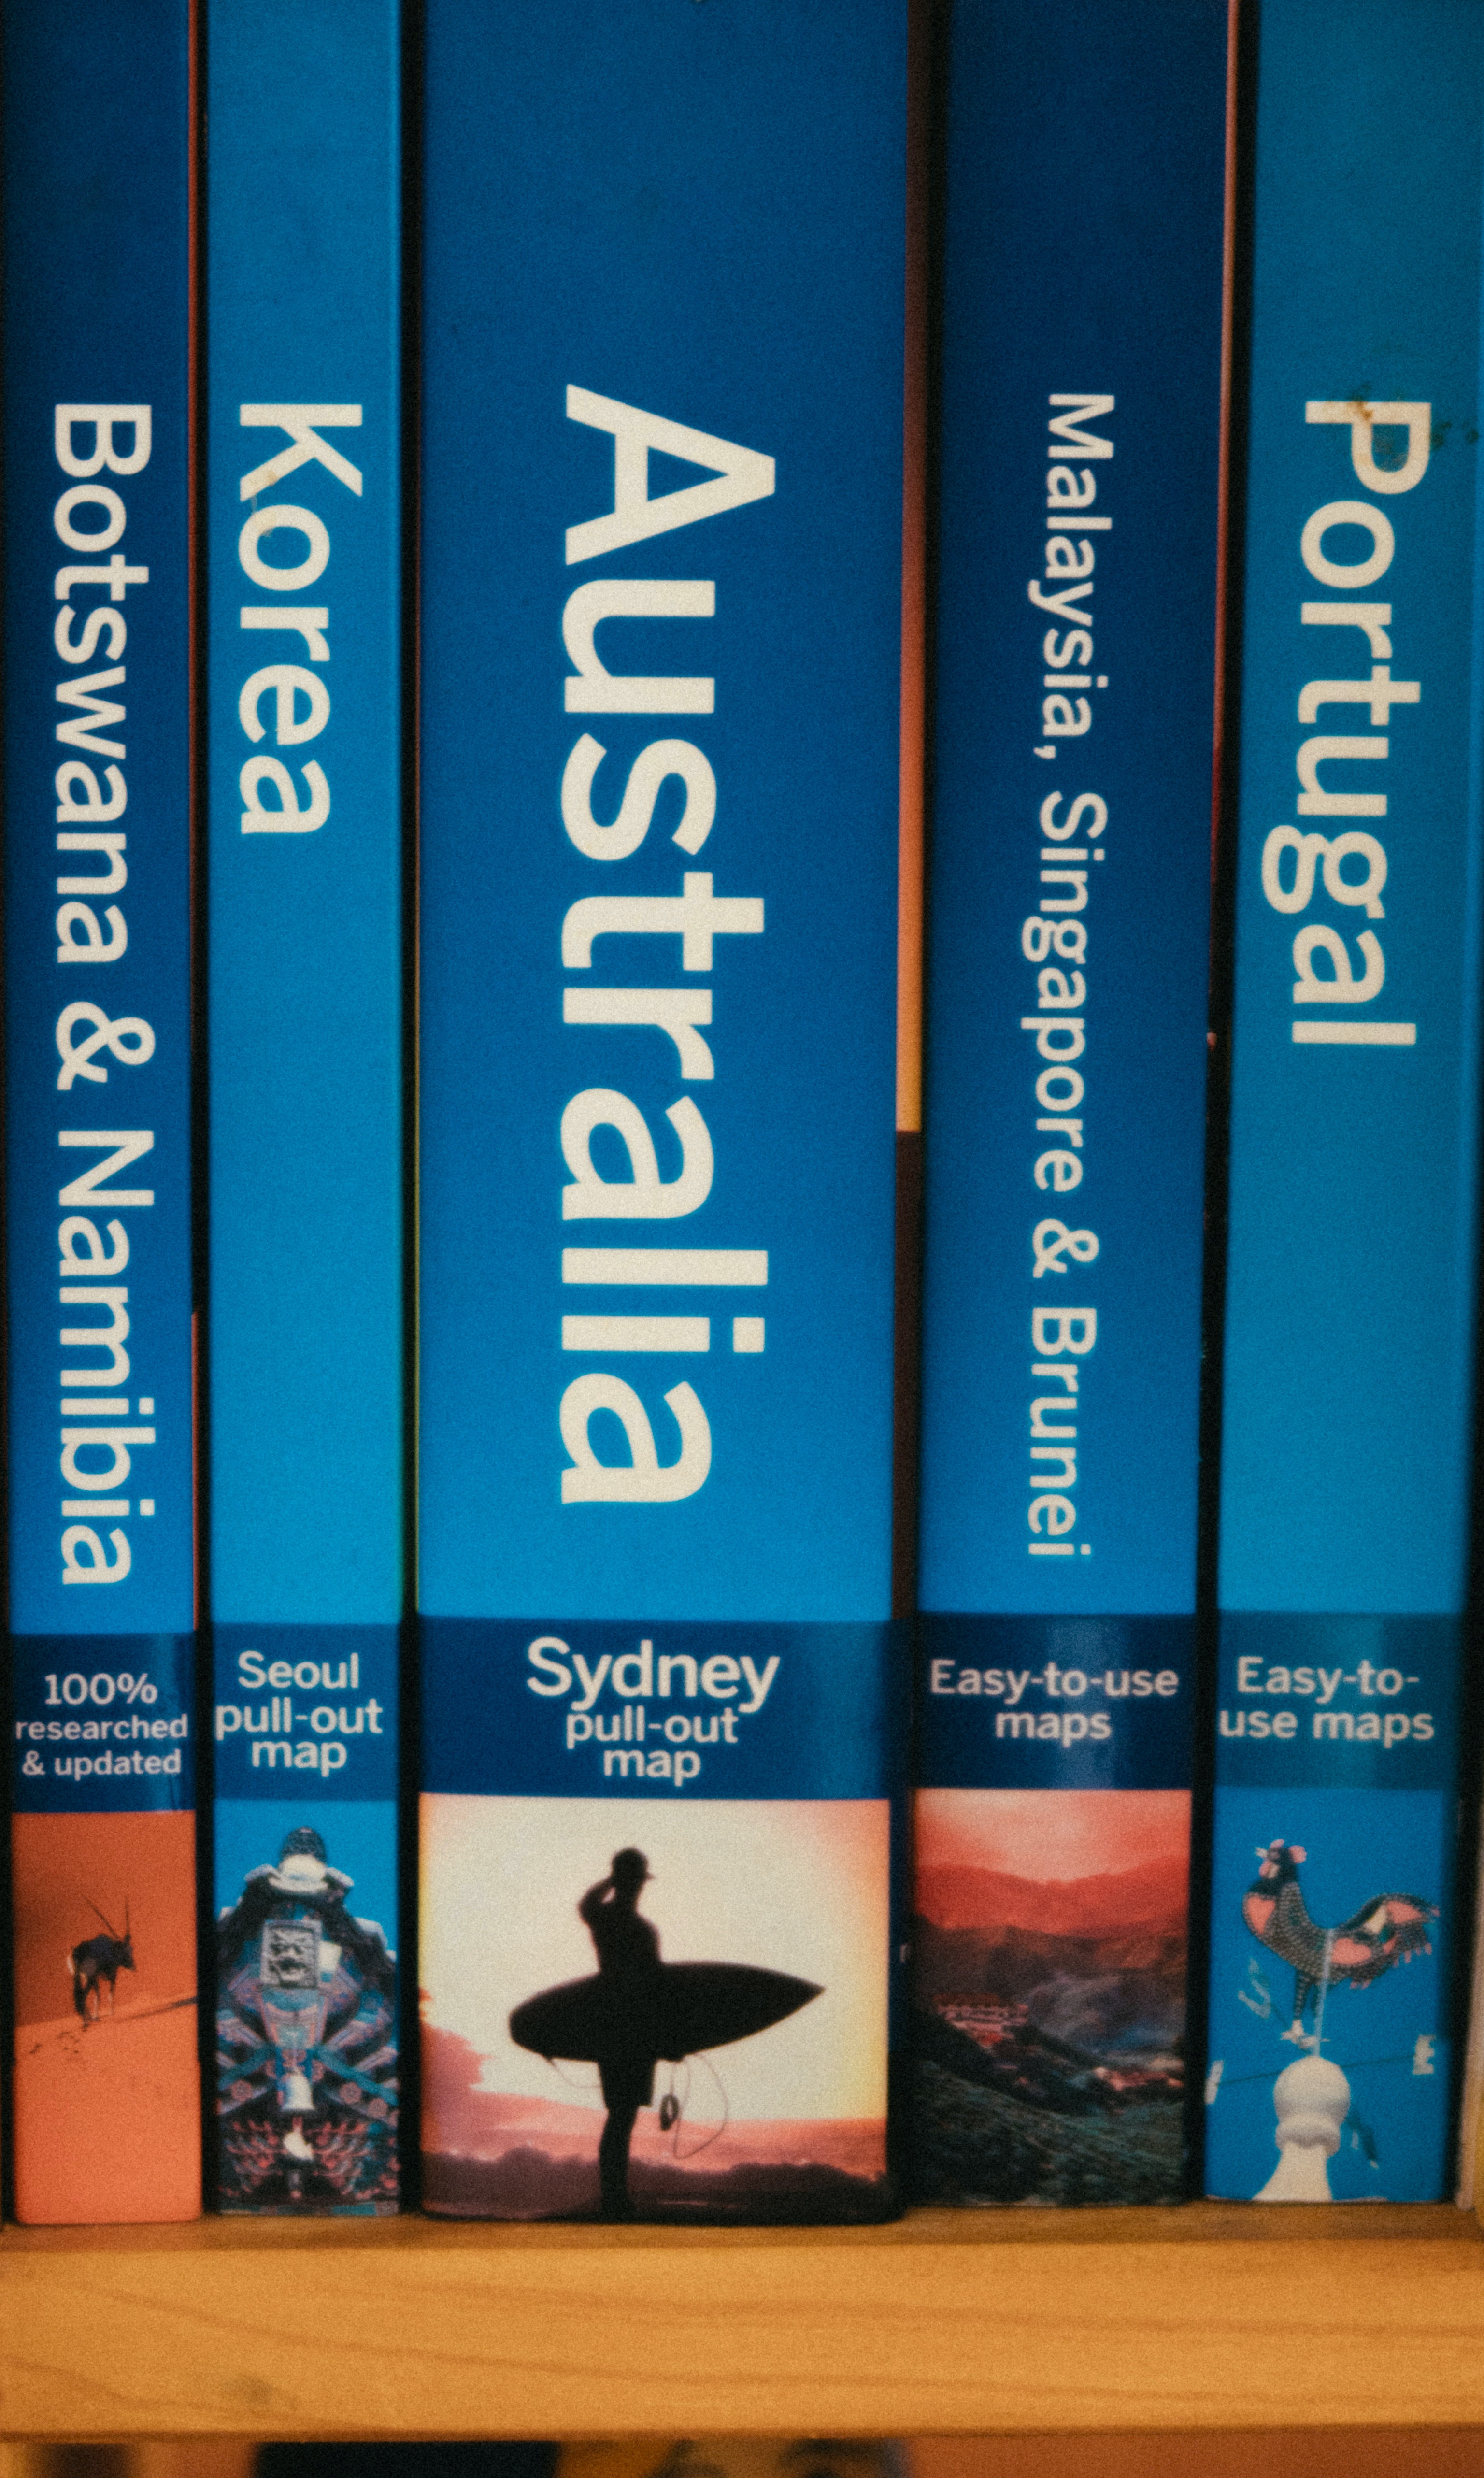 Botswana & Namibia
100%
researched
& updated
Korea
Seoul
pull-out
map
Australia
Sydney
pull-out
map
Malaysia, Singapore & Brunei
Easy-to-use
maps
Portugal
Easy-to-
use maps